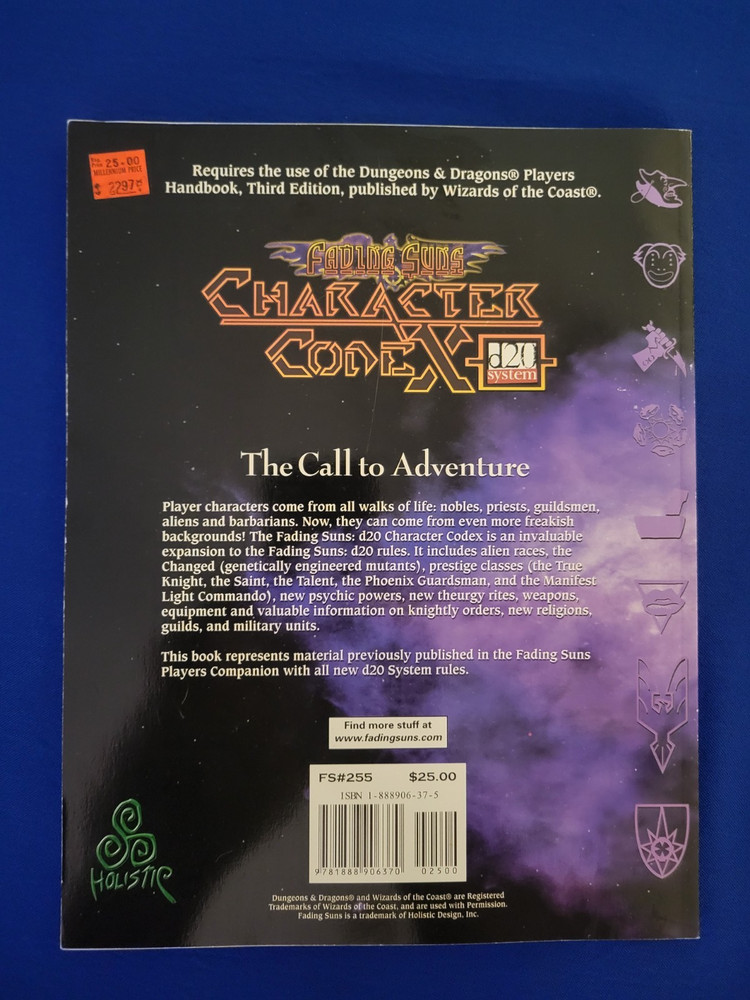 Reg. Price 25.00
MILLENNIUM PRICE
$ 2297
Requires the use of the Dungeons & Dragons® Players
Handbook, Third Edition, published by Wizards of the Coast®.
FADING SUNS
CHARACTER
CODEX
d20
system
The Call to Adventure
Player characters come from all walks of life: nobles, priests, guildsmen,
aliens and barbarians. Now, they can come from even more freakish
backgrounds! The Fading Suns: d20 Character Codex is an invaluable
expansion to the Fading Suns: d20 rules. It includes alien races, the
Changed (genetically engineered mutants), prestige classes (the True
Knight, the Saint, the Talent, the Phoenix Guardsman, and the Manifest
Light Commando), new psychic powers, new theurgy rites, weapons,
equipment and valuable information on knightly orders, new religions,
guilds, and military units.
This book represents material previously published in the Fading Suns
Players Companion with all new d20 System rules.
Find more stuff at
www.fadingsuns.com
FS#255 $25.00
ISBN 1-888906-37-5
9 781888 906370 02500
HOLISTIC
Dungeons & Dragons® and Wizards of the Coast® are Registered
Trademarks of Wizards of the Coast, and are used with Permission.
Fading Suns is a trademark of Holistic Design, Inc.